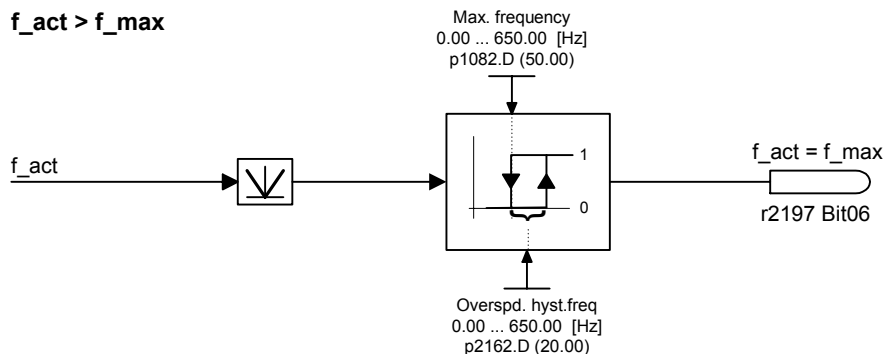 f_act > f_max
Max. frequency
0.00 ... 650.00 [Hz]
p1082.D (50.00)
f_act
1
0
f_act = f_max
r2197 Bit06
Overspd. hyst.freq
0.00 ... 650.00 [Hz]
p2162.D (20.00)